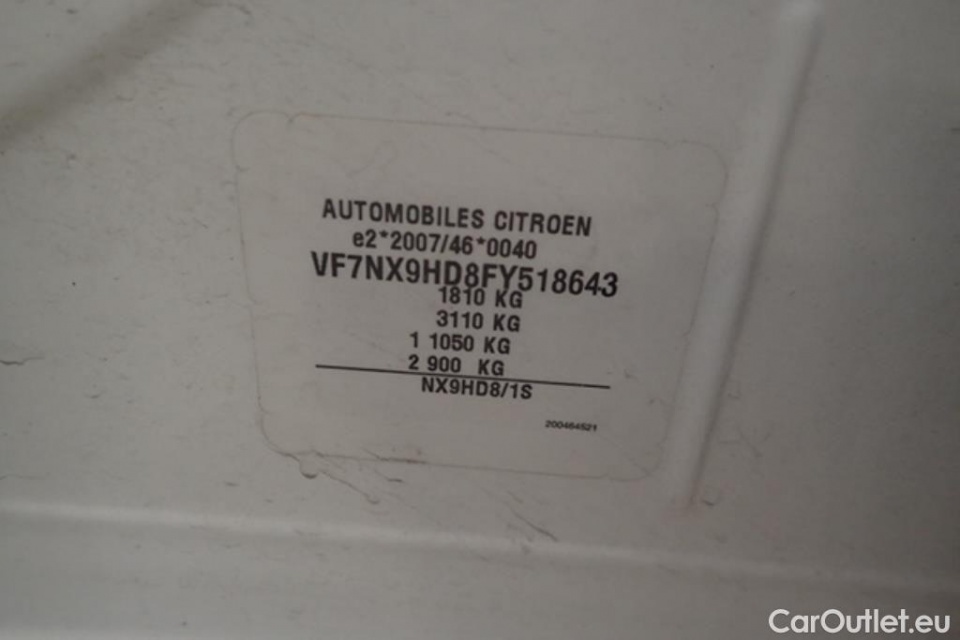 AUTOMOBILES CITROEN
e2*2007/46*0040
VF7NX9HD8FY518643
1810 KG
3110 KG
1 1050 KG
2 900 KG
NX9HD8/1S
200464521
CarOutlet.eu